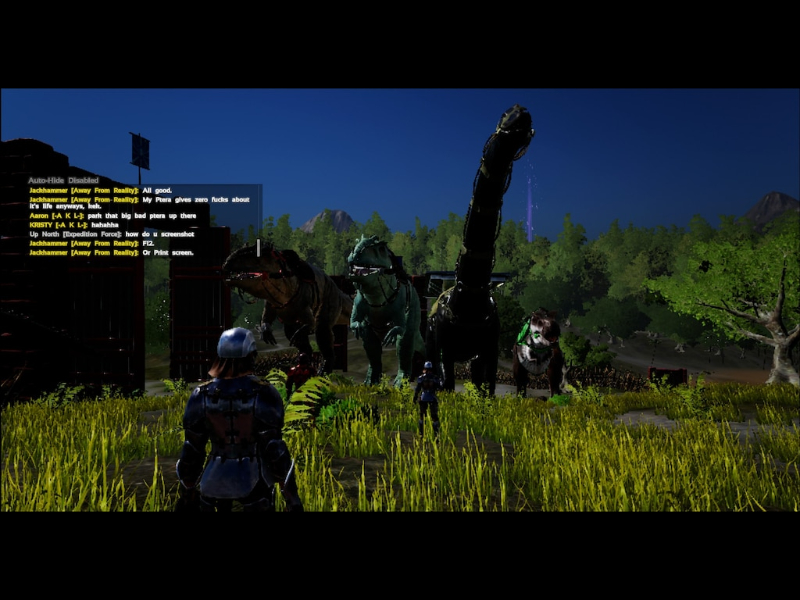 Auto-Hide Disabled
Jackhammer [Away From Reality]: All good.
Jackhammer [Away From Reality]: My Ptera gives zero fucks about
it's life anyways, heh.
Aaron [-A K L-]: parh that big bad ptera up there
KRISTY [-A K L-]: hahahha
Up North [Expedition Force]: how do u screenshot
Jackhammer [Away From Reality]: F12.
Jackhammer [Away From Reality]: Or Print screen.